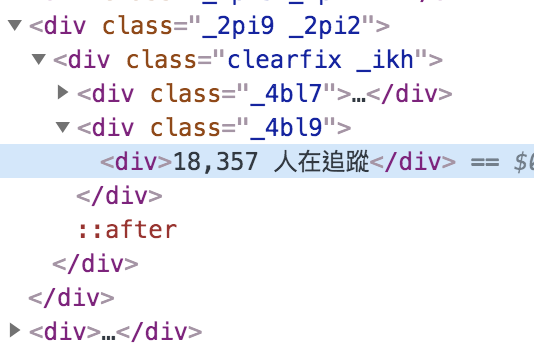 <div class="_2pi9 _2pi2">
<div class="clearfix _ikh">
<div class="_4bl7">…</div>
<div class="_4bl9">
<div>18,357 人在追蹤</div> == $0
</div>
::after
</div>
</div>
<div>…</div>